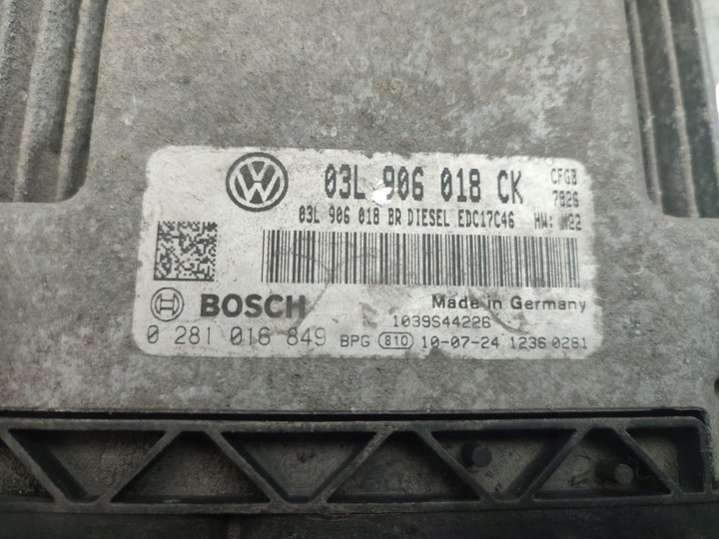 03L 906 018 CK CFGB
7826
03L 906 018 BR DIESEL EDC17C46 HW: H22
BOSCH Made in Germany
1039S44226
0 281 016 849 BPG 810 10-07-24 1236 0261